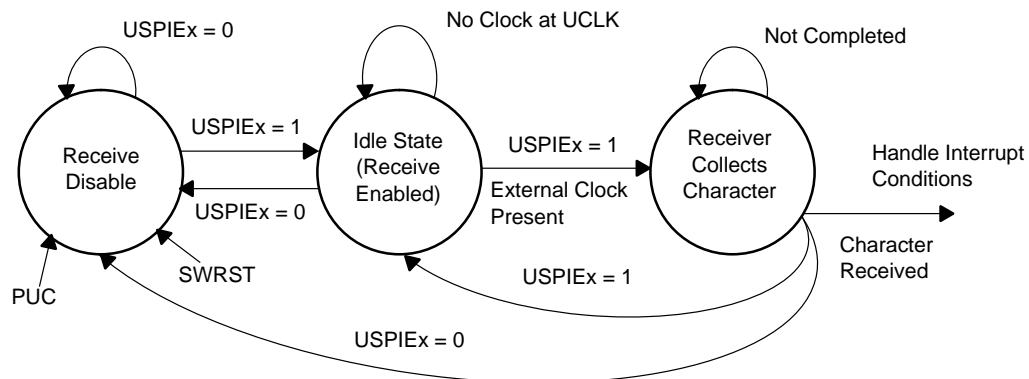 USPIEx = 0
No Clock at UCLK
Not Completed
USPIEx = 1
Receive
Disable
Idle State
(Receive
Enabled)
USPIEx = 0
USPIEx = 1
External Clock
Present
Receiver
Collects
Character
Handle Interrupt
Conditions
Character
Received
PUC
SWRST
USPIEx = 1
USPIEx = 0